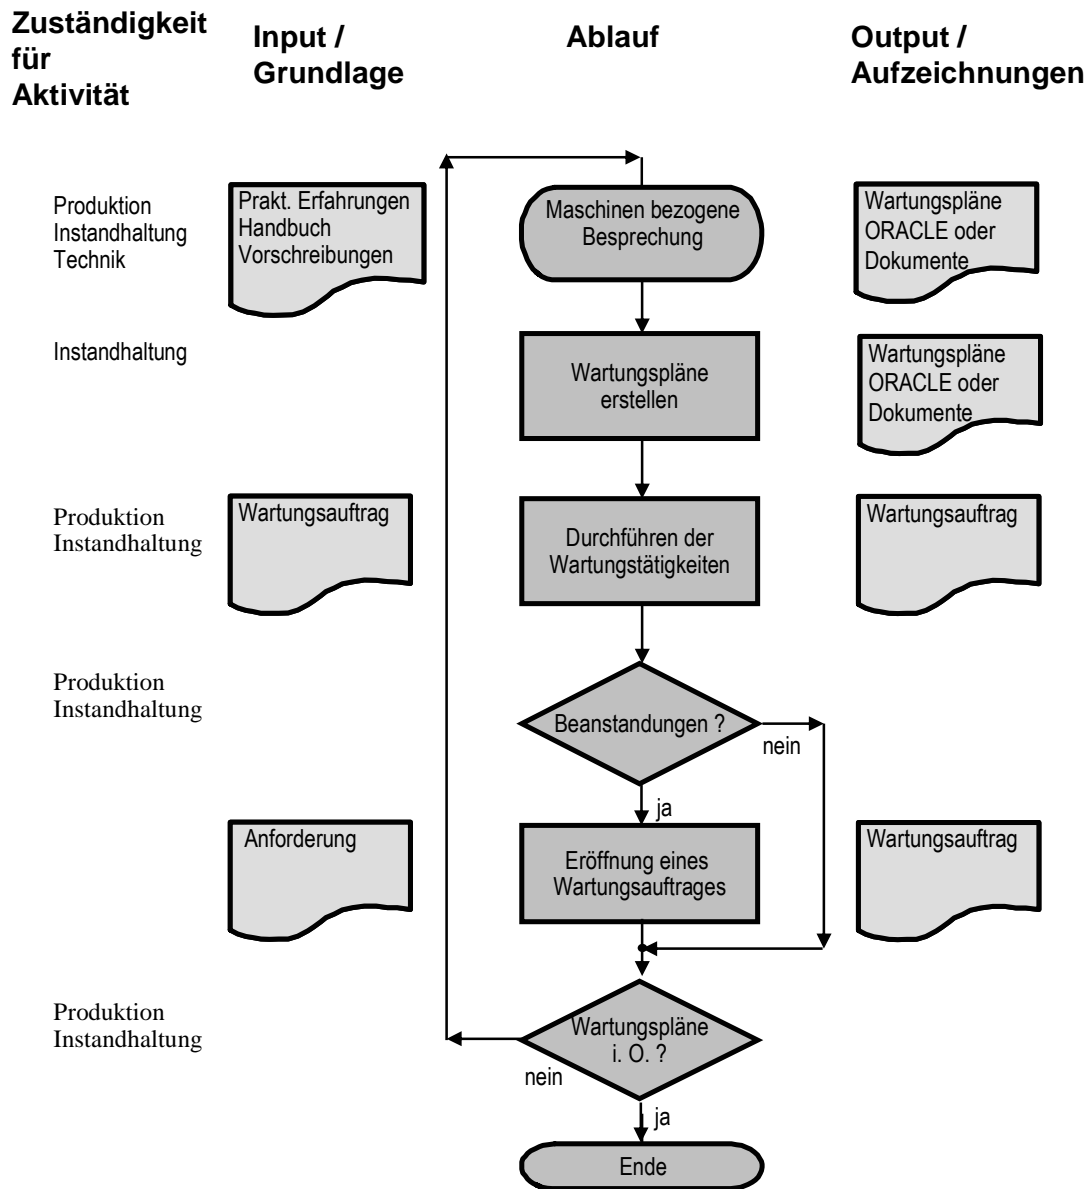 Zuständigkeit
für
Aktivität
Input /
Grundlage
Ablauf
Output /
Aufzeichnungen
Produktion
Instandhaltung
Technik
Prakt. Erfahrungen
Handbuch
Vorschreibungen
Maschinen bezogene
Besprechung
Wartungspläne
ORACLE oder
Dokumente
Instandhaltung
Wartungspläne
erstellen
Wartungspläne
ORACLE oder
Dokumente
Produktion
Instandhaltung
Wartungsauftrag
Durchführen der
Wartungstätigkeiten
Wartungsauftrag
Produktion
Instandhaltung
Beanstandungen ?
nein
ja
Anforderung
Eröffnung eines
Wartungsauftrages
Wartungsauftrag
Produktion
Instandhaltung
Wartungspläne
i. O. ?
nein
ja
Ende